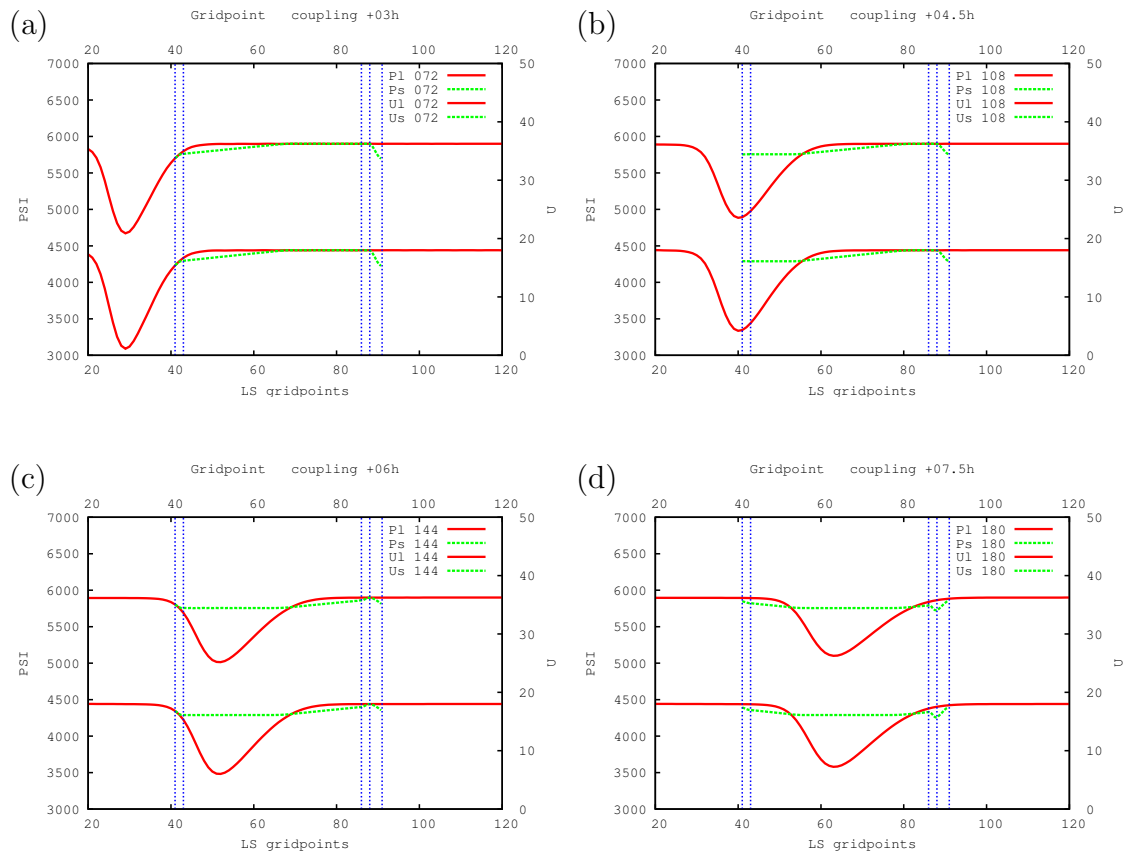 (a)
Gridpoint coupling +03h
20 40 60 80 100 120
7000 6500 6000 5500 5000 4500 4000 3500 3000
PSI
50 40 30 20 10 0
U
Pl 072
Ps 072
Ul 072
Us 072
20 40 60 80 100 120
LS gridpoints
(b)
Gridpoint coupling +04.5h
20 40 60 80 100 120
7000 6500 6000 5500 5000 4500 4000 3500 3000
PSI
50 40 30 20 10 0
U
Pl 108
Ps 108
Ul 108
Us 108
20 40 60 80 100 120
LS gridpoints
(c)
Gridpoint coupling +06h
20 40 60 80 100 120
7000 6500 6000 5500 5000 4500 4000 3500 3000
PSI
50 40 30 20 10 0
U
Pl 144
Ps 144
Ul 144
Us 144
20 40 60 80 100 120
LS gridpoints
(d)
Gridpoint coupling +07.5h
20 40 60 80 100 120
7000 6500 6000 5500 5000 4500 4000 3500 3000
PSI
50 40 30 20 10 0
U
Pl 180
Ps 180
Ul 180
Us 180
20 40 60 80 100 120
LS gridpoints